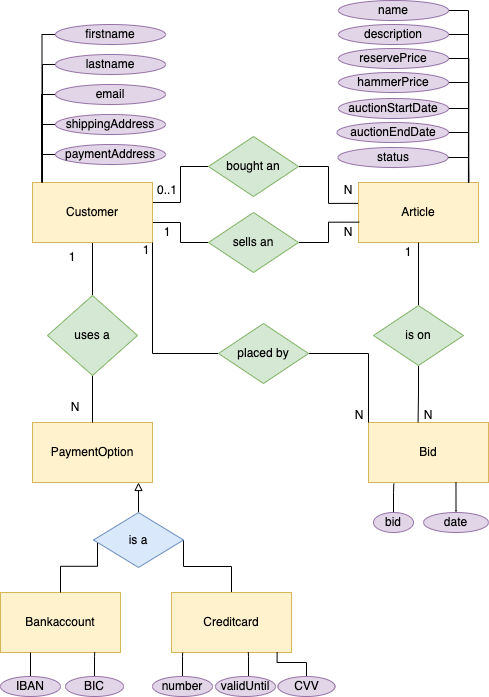 name
firstname
description
lastname
reservePrice
hammerPrice
email
auctionStartDate
shippingAddress
auctionEndDate
paymentAddress
status
bought an
0..1
N
Customer
Article
1
N
sells an
1
1
1
uses a
is on
placed by
N
N
N
PaymentOption
Bid
bid
date
is a
Bankaccount
Creditcard
IBAN
BIC
number
validUntil
CVV